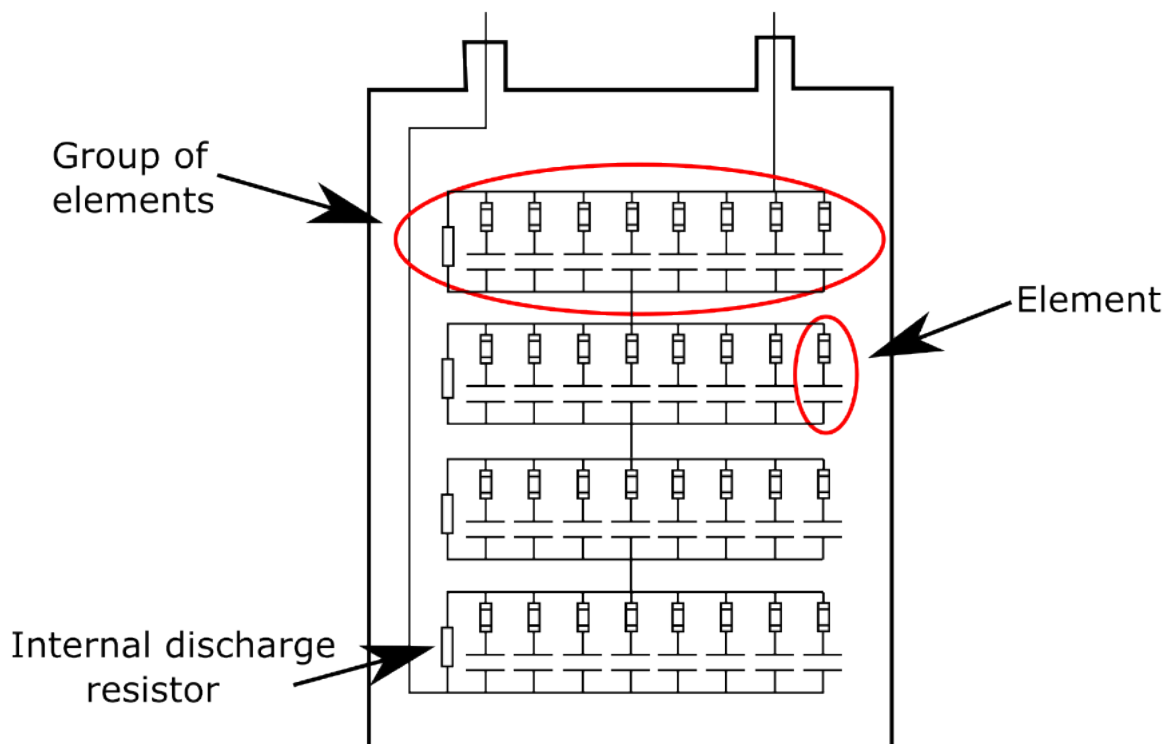 Group of
elements
Element
Internal discharge
resistor